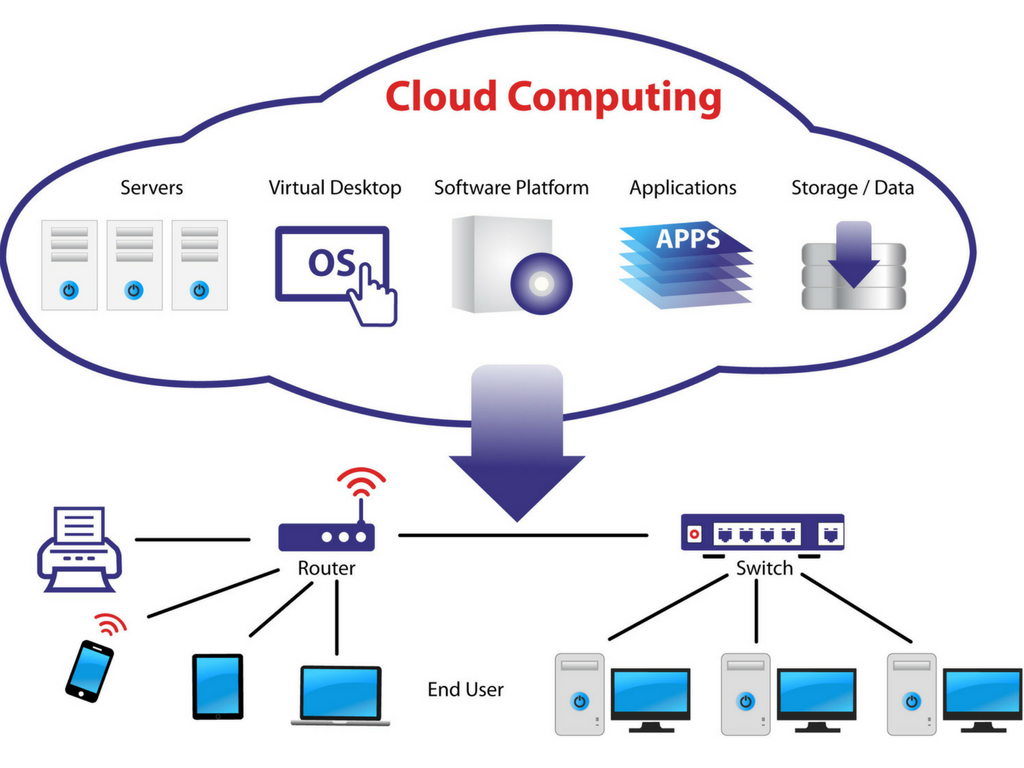 Cloud Computing
Servers
Virtual Desktop
Software Platform
Applications
Storage / Data
OS
APPS
Router
Switch
End User